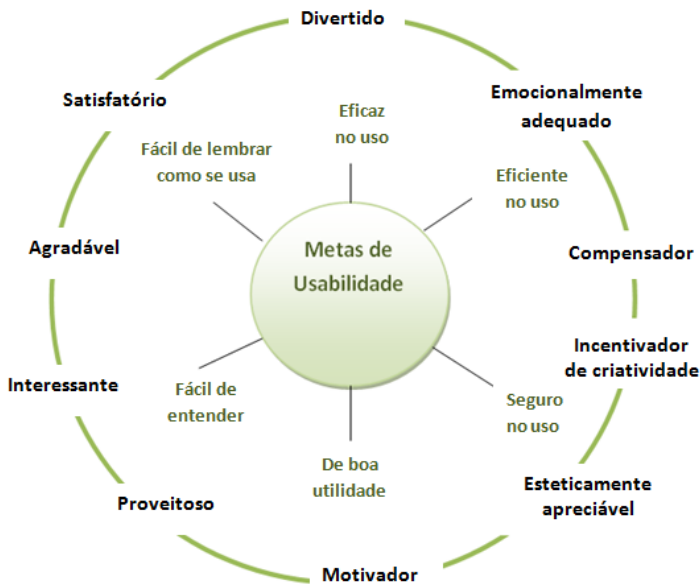 Divertido
Emocionalmente
adequado
Compensador
Incentivador
de criatividade
Esteticamente
apreciável
Motivador
Proveitoso
Interessante
Agradável
Satisfatório
Eficaz
no uso
Eficiente
no uso
Seguro
no uso
De boa
utilidade
Fácil de
entender
Fácil de lembrar
como se usa
Metas de
Usabilidade